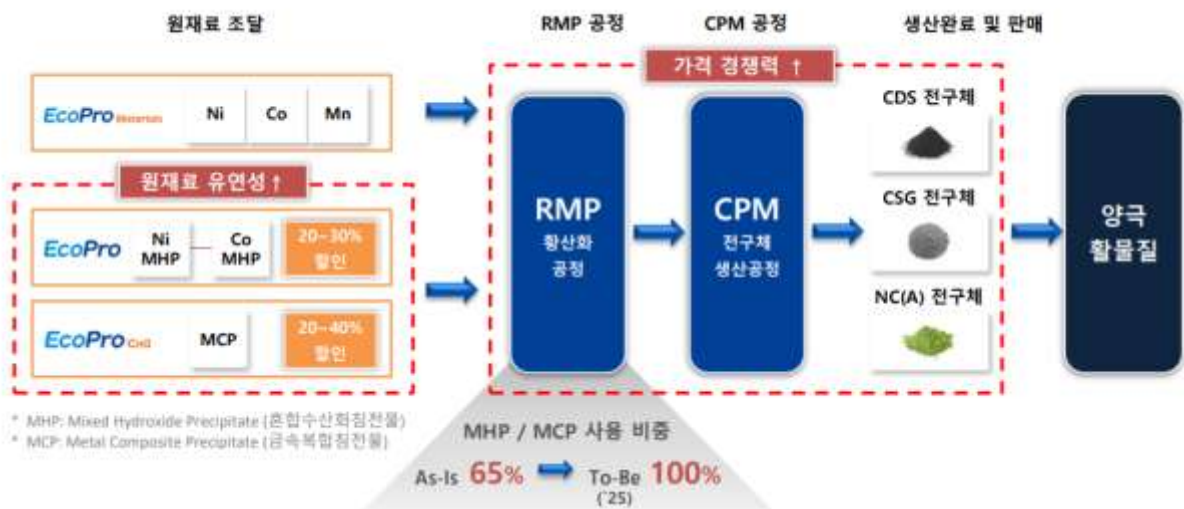 원재료 조달
RMP 공정
CPM 공정
생산완료 및 판매
가격 경쟁력 ↑
EcoPro Materials
Ni
Co
Mn
원재료 유연성 ↑
EcoPro
Ni
MHP
Co
MHP
20~30%
할인
EcoPro CnG
MCP
20~40%
할인
RMP
황산화
공정
CPM
전구체
생산공정
CDS 전구체
CSG 전구체
NC(A) 전구체
양극
활물질
* MHP: Mixed Hydroxide Precipitate (혼합수산화침전물)
* MCP: Metal Composite Precipitate (금속복합침전물)
MHP / MCP 사용 비중
As-Is 65%
To-Be 100%
(`25)